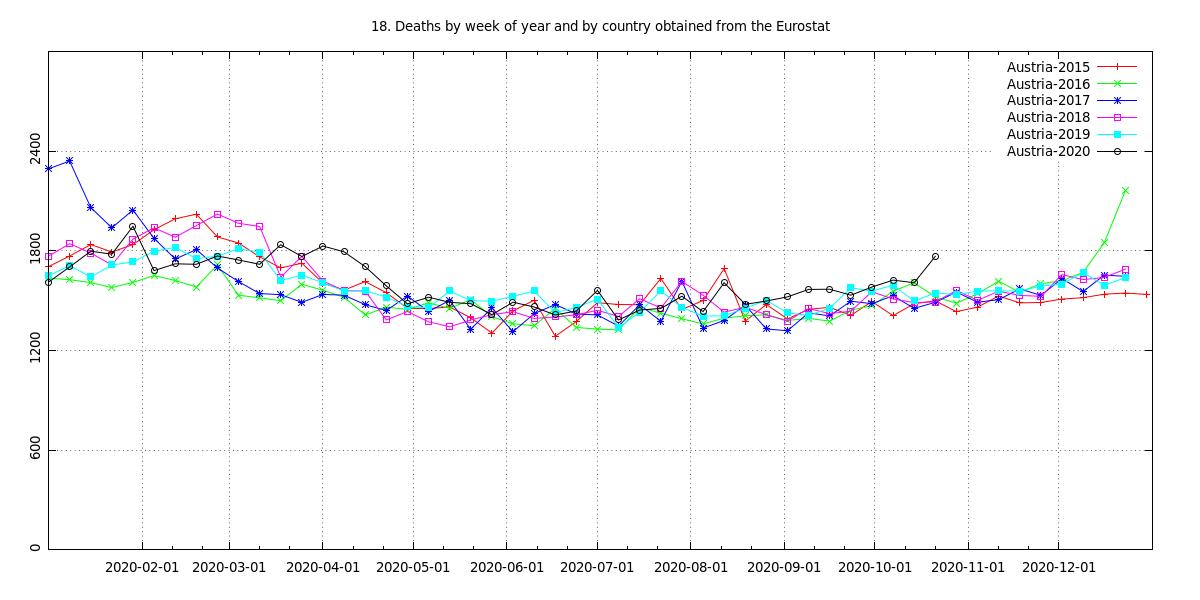 18. Deaths by week of year and by country obtained from the Eurostat
Austria-2015
Austria-2016
Austria-2017
Austria-2018
Austria-2019
Austria-2020
2400
1800
1200
600
0
2020-02-01 2020-03-01 2020-04-01 2020-05-01 2020-06-01 2020-07-01 2020-08-01 2020-09-01 2020-10-01 2020-11-01 2020-12-01